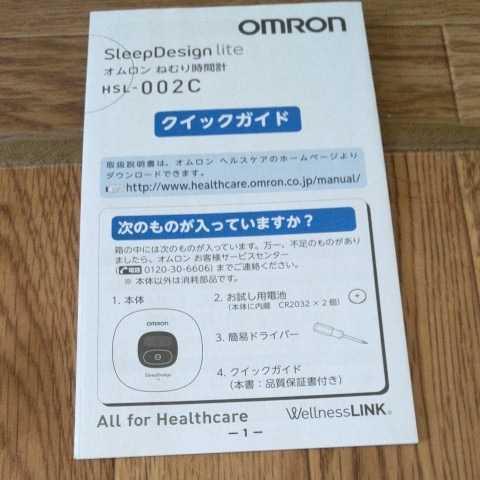 OMRON
SleepDesign lite
オムロン ねむり時間計
HSL-002C
クイックガイド
取扱説明書は、オムロン ヘルスケアのホームページより
ダウンロードできます。
http://www.healthcare.omron.co.jp/manual/
次のものが入っていますか？
箱の中には次のものが入っています。万一、不足のものがあり
ましたら、オムロン お客様サービスセンター
(電話 0120-30-6606) までご連絡ください。
※ 本体以外は消耗部品です。
1. 本体
OMRON
SleepDesign
2. お試し用電池
(本体に内蔵 CR2032 × 2 個)
3. 簡易ドライバー
4. クイックガイド
(本書：品質保証書付き)
All for Healthcare
WellnessLINK®
— 1 —